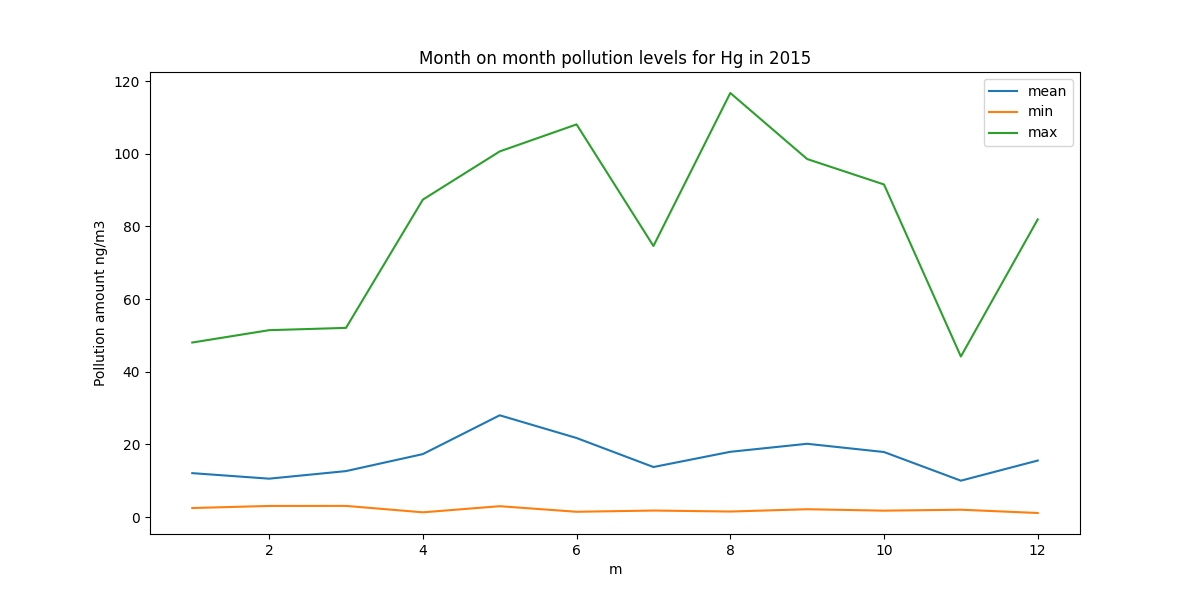 Month on month pollution levels for Hg in 2015
mean
min
max
Pollution amount ng/m3
120
100
80
60
40
20
0
2 4 6 8 10 12
m